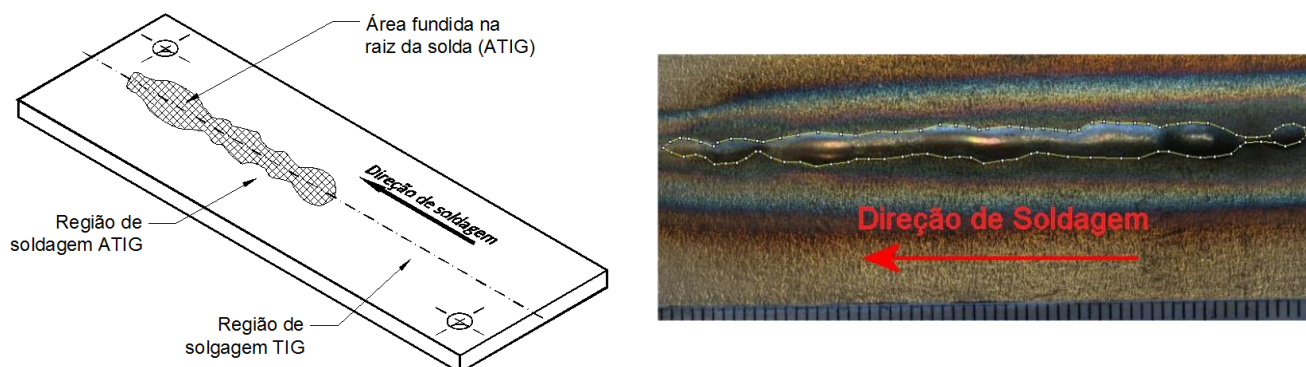 Área fundida na
raiz da solda (ATIG)
Direção de soldagem
Região de
soldagem ATIG
Região de
solgagem TIG
Direção de Soldagem